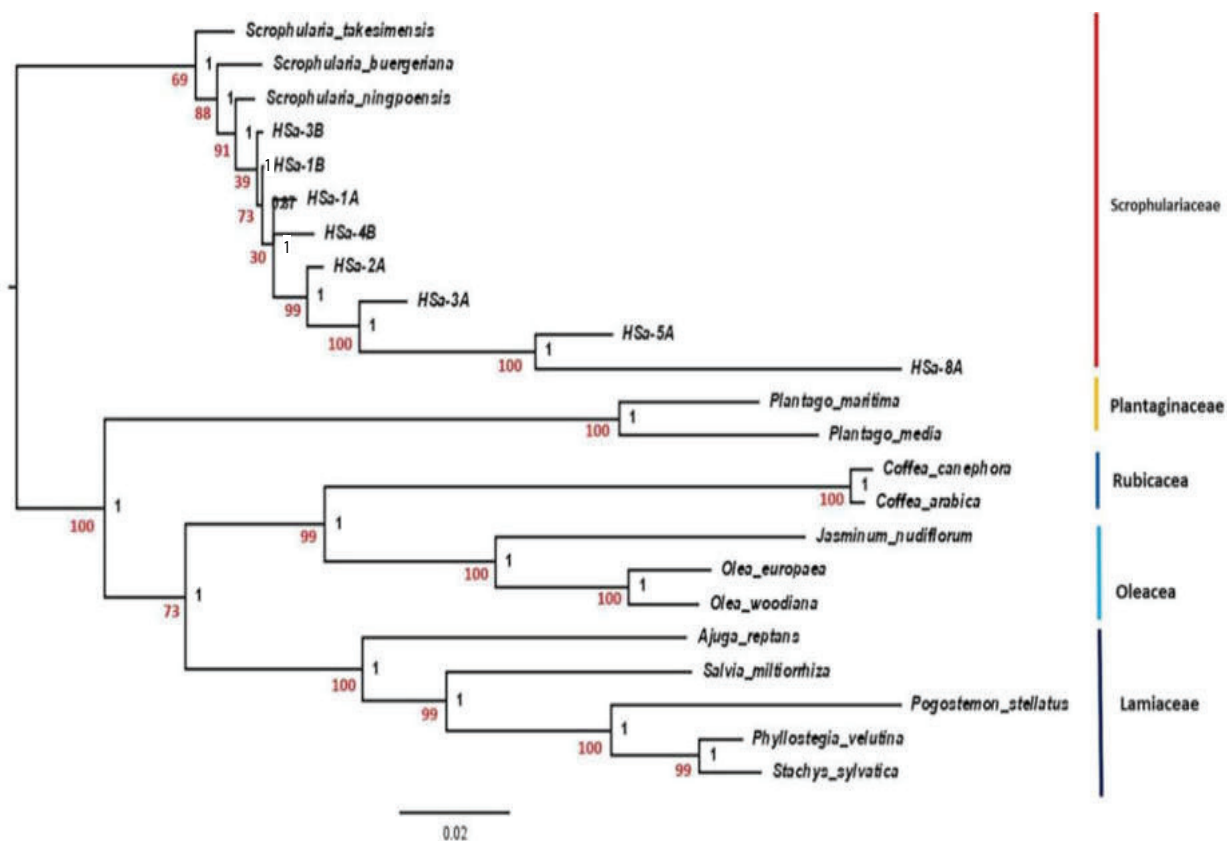 Scrophularia_takesimensis
1
69
Scrophularia_buergeriana
1
88
Scrophularia_ningpoensis
1
91
HSa-3B
1
39
HSa-1B
73
HSa-1A
0.87
HSa-4B
1
30
HSa-2A
1
99
HSa-3A
1
100
HSa-5A
1
100
HSa-8A
Scrophulariaceae
Plantago_maritima
1
100
Plantago_media
Plantaginaceae
1
100
Coffea_canephora
1
100
Coffea_arabica
Rubicacea
1
99
Jasminum_nudiflorum
1
100
Olea_europaea
1
100
Olea_woodiana
Oleacea
1
73
Ajuga_reptans
1
100
Salvia_miltiorrhiza
1
99
Pogostemon_stellatus
1
100
Phyllostegia_velutina
1
99
Stachys_sylvatica
Lamiaceae
0.02